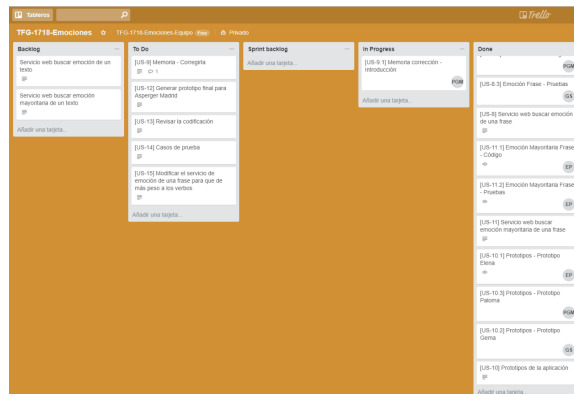 Tableros
Trello
TFG-1718-Emociones
TFG-1718-Emociones-Equipo Free
Privado
Backlog
Servicio web buscar emoción de un
texto
Servicio web buscar emoción
mayoritaria de un texto
Añadir una tarjeta...
To Do
[US-9] Memoria - Corregirla
1
[US-12] Generar prototipo final para
Asperger Madrid
[US-13] Revisar la codificación
[US-14] Casos de prueba
[US-15] Modificar el servicio de
emoción de una frase para que de
más peso a los verbos
Añadir una tarjeta...
Sprint backlog
Añadir una tarjeta...
In Progress
[US-9.1] Memoria corrección -
Introducción
PGM
Añadir una tarjeta...
Done
PGM
[US-8.3] Emoción Frase - Pruebas
GS
[US-8] Servicio web buscar emoción
de una frase
[US-11.1] Emoción Mayoritaria Frase
- Código
EP
[US-11.2] Emoción Mayoritaria Frase
- Pruebas
EP
[US-11] Servicio web buscar
emoción mayoritaria de una frase
[US-10.1] Prototipos - Prototipo
Elena
EP
[US-10.3] Prototipos - Prototipo
Paloma
PGM
[US-10.2] Prototipos - Prototipo
Gema
GS
[US-10] Prototipos de la aplicación
Añadir una tarjeta...